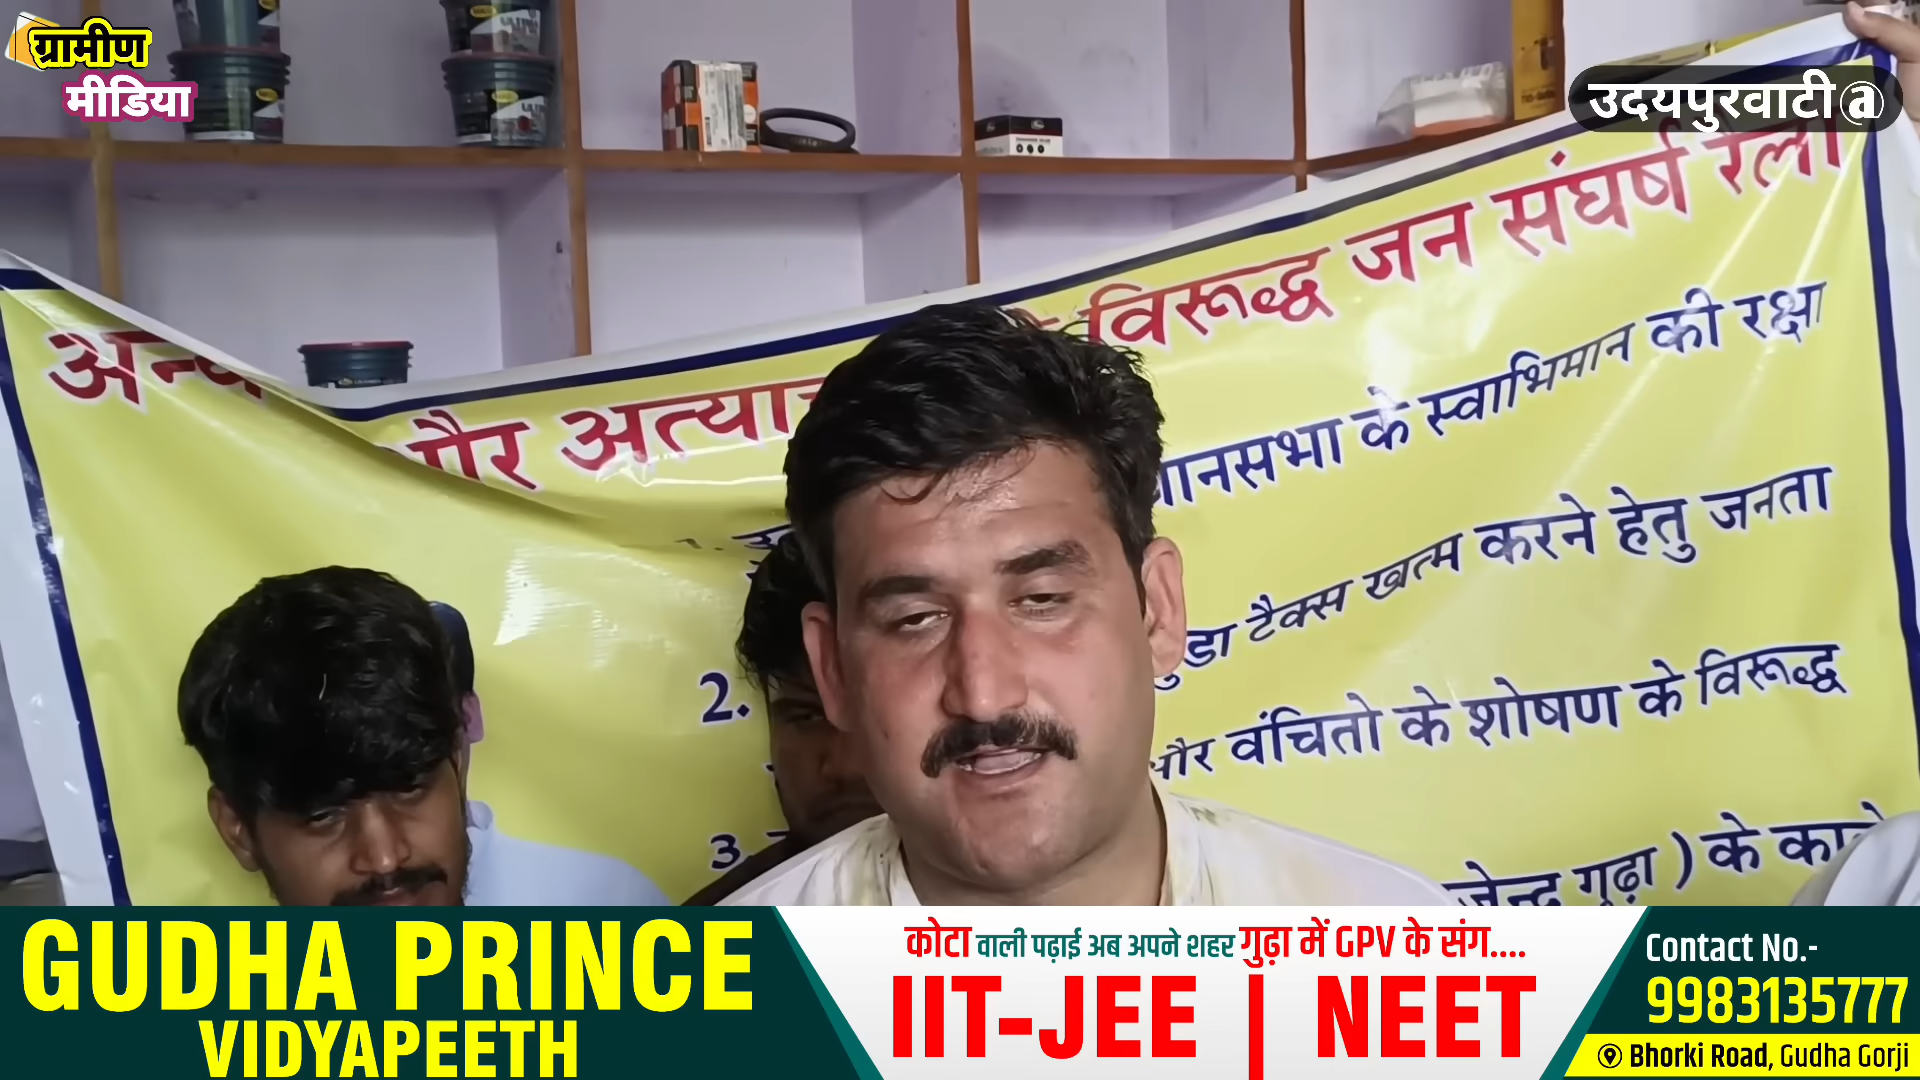 ग्रामीण
मीडिया
उदयपुरवाटी
विरूद्ध जन संघर्ष रैली
और अत्याचार
के स्वाभिमान की रक्षा
टैक्स खत्म करने हेतु जनता
2.
और वंचितो के शोषण के विरूद्ध
3.
गुढ़ा ) के
GUDHA PRINCE
VIDYAPEETH
कोटा वाली पढ़ाई अब अपने शहर गुढ़ा में GPV के संग....
IIT-JEE | NEET
Contact No.-
9983135777
Bhorki Road, Gudha Gorji